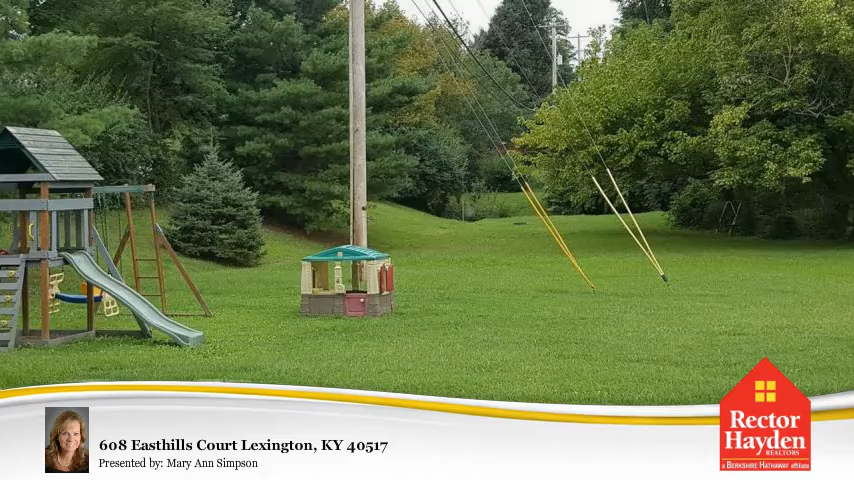 608 Easthills Court Lexington, KY 40517
Presented by: Mary Ann Simpson
Rector
Hayden
REALTORS
a BERKSHIRE HATHAWAY affiliate